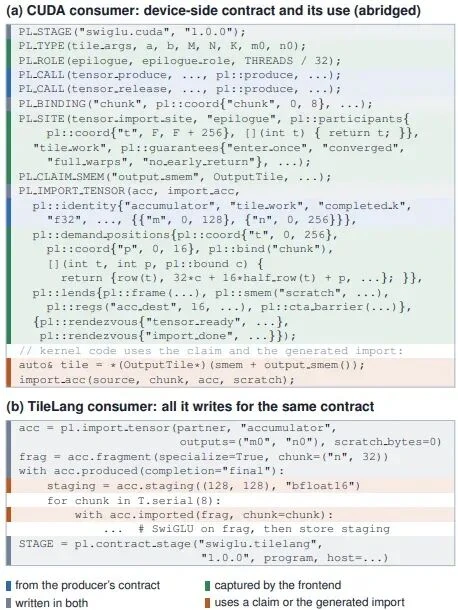 (a) CUDA consumer: device-side contract and its use (abridged)
PL_STAGE("swiglu.cuda", "1.0.0");
PL_TYPE(tile_args, a, b, M, N, K, m0, n0);
PL_ROLE(epilogue, epilogue_role, THREADS / 32);
PL_CALL(tensor_produce, ..., pl::produce, ...);
PL_CALL(tensor_release, ..., pl::produce, ...);
PL_BINDING("chunk", pl::coord{"chunk", 0, 8}, ...);
PL_SITE(tensor_import_site, "epilogue", pl::participants{
pl::coord{"t", F, F + 256}, [](int t) { return t; }},
"tile_work", pl::guarantees{"enter_once", "converged",
"full_warps", "no_early_return"}, ...);
PL_CLAIM_SMEM("output_smem", OutputTile, ...);
PL_IMPORT_TENSOR(acc, import_acc,
pl::identity{"accumulator", "tile_work", "completed_k",
"f32", ..., {{"m", 0, 128}, {"n", 0, 256}}},
pl::demand_positions{pl::coord{"t", 0, 256},
pl::coord{"p", 0, 16}, pl::bind("chunk"),
[](int t, int p, pl::bound c) {
return {row(t), 32*c + 16*half_row(t) + p, ...}; }},
pl::lends{pl::frame(...), pl::smem("scratch", ...),
pl::regs("acc_dest", 16, ...), pl::cta_barrier(...)},
{pl::rendezvous{"tensor_ready", ...},
pl::rendezvous{"import_done", ...}});
// kernel code uses the claim and the generated import:
auto& tile = *(OutputTile*)(smem + output_smem());
import_acc(source, chunk, acc, scratch);
(b) TileLang consumer: all it writes for the same contract
acc = pl.import_tensor(partner, "accumulator",
outputs=("m0", "n0"), scratch_bytes=0)
frag = acc.fragment(specialize=True, chunk=("n", 32))
with acc.produced(completion="final"):
staging = acc.staging((128, 128), "bfloat16")
for chunk in T.serial(8):
with acc.imported(frag, chunk=chunk):
... # SwiGLU on frag, then store staging
STAGE = pl.contract_stage("swiglu.tilelang",
"1.0.0", program, host=...)
from the producer's contract
captured by the frontend
written in both
uses a claim or the generated import